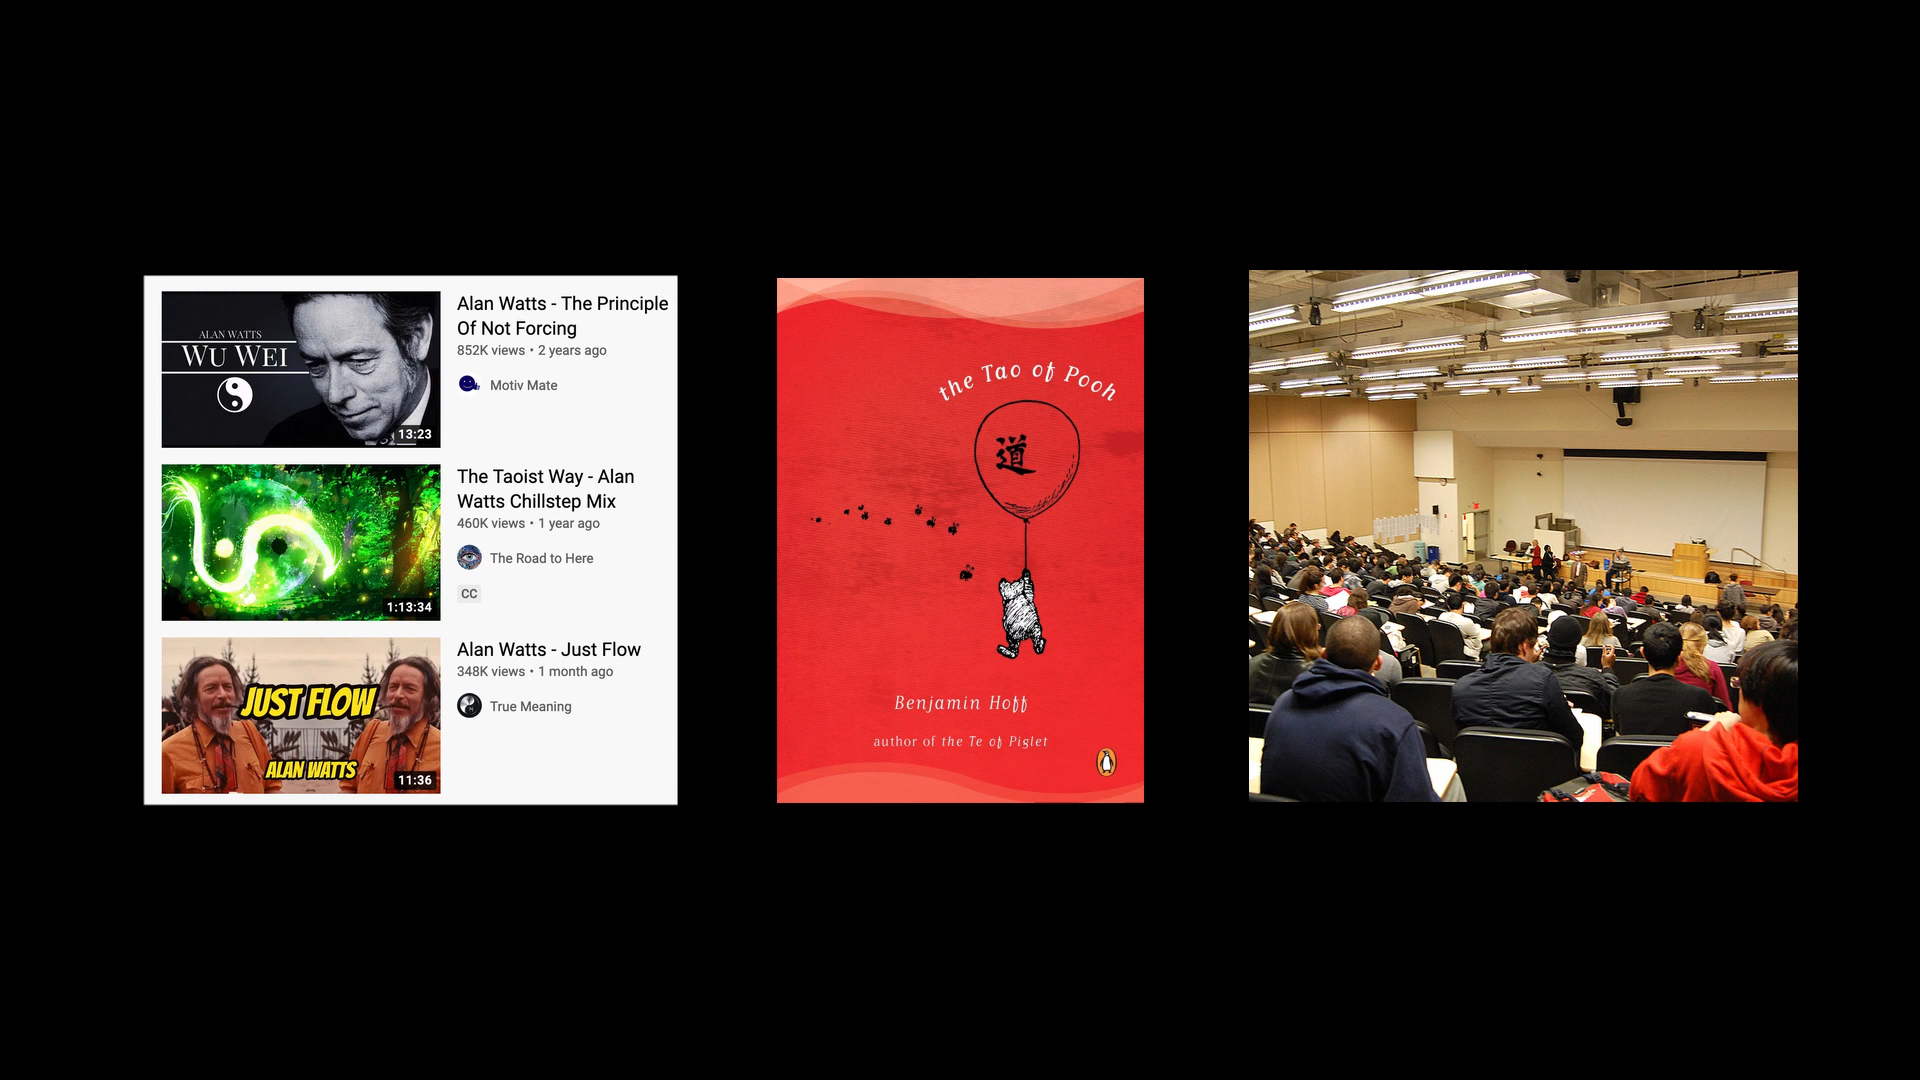 ALAN WATTS
WU WEI
13:23
Alan Watts - The Principle
Of Not Forcing
852K views • 2 years ago
Motiv Mate
1:13:34
The Taoist Way - Alan
Watts Chillstep Mix
460K views • 1 year ago
The Road to Here
CC
JUST FLOW
ALAN WATTS
11:36
Alan Watts - Just Flow
348K views • 1 month ago
True Meaning
the Tao of Pooh
道
Benjamin Hoff
author of the Te of Piglet